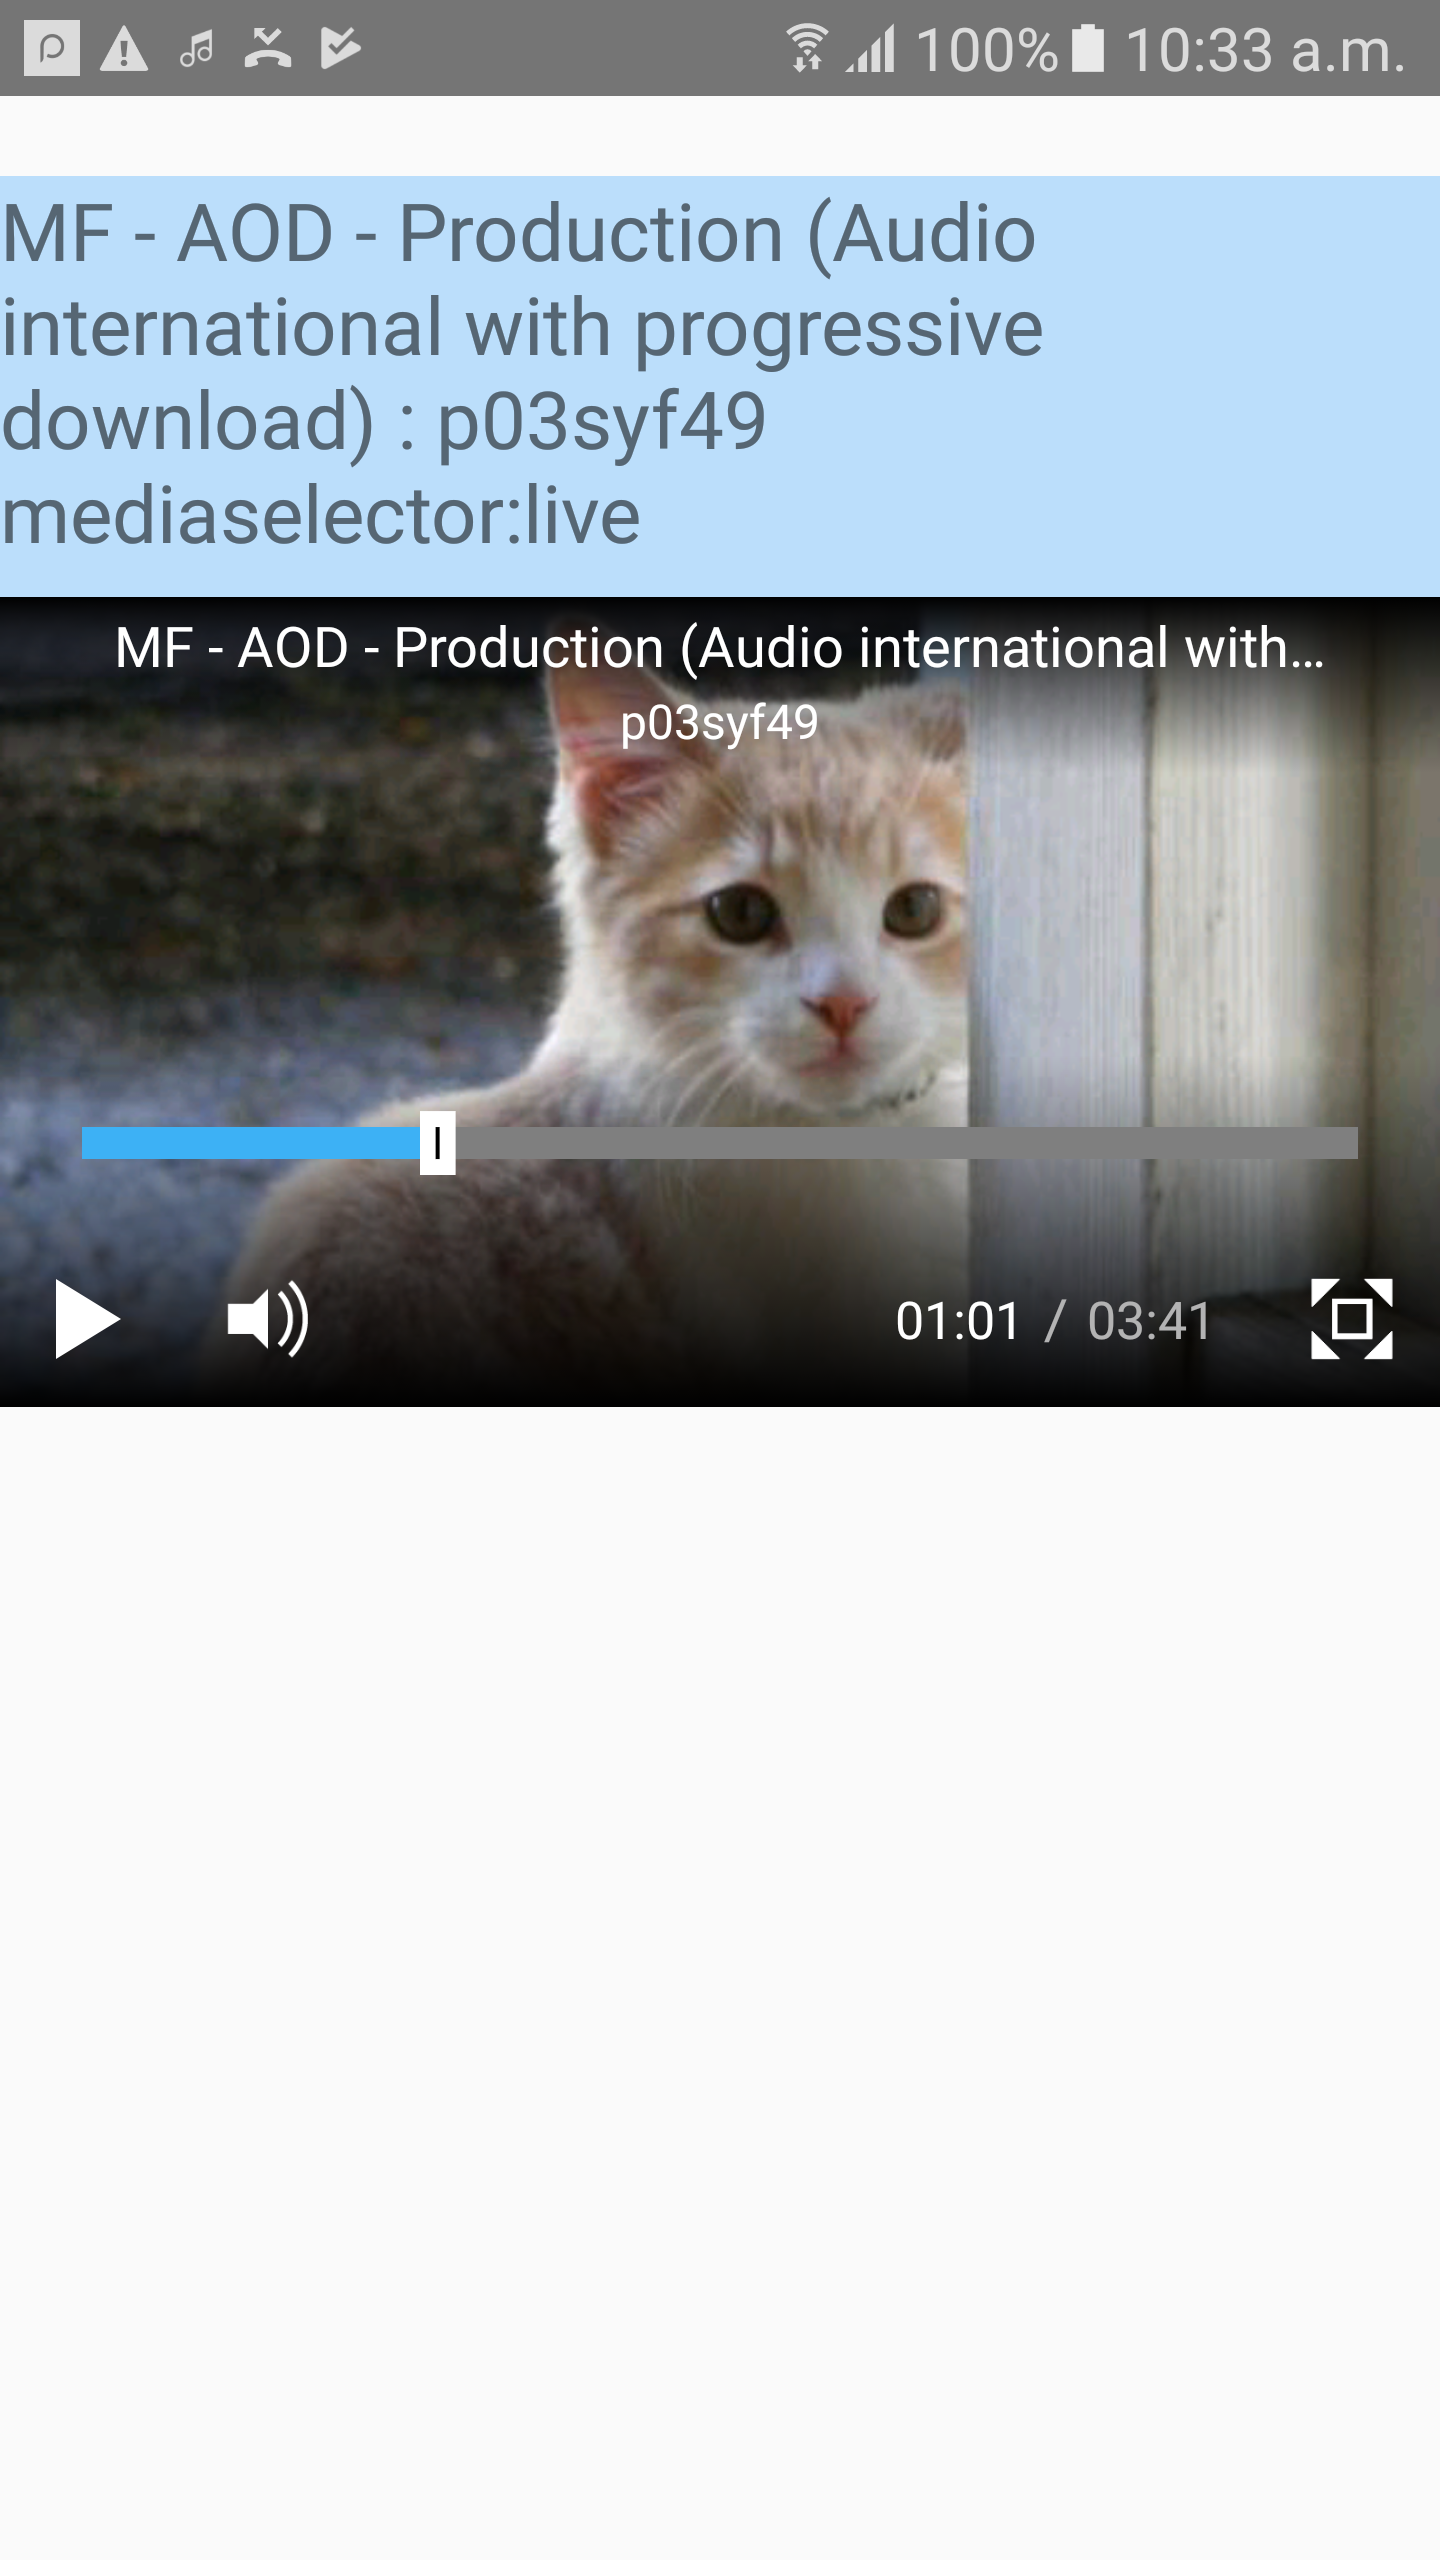 100% 10:33 a.m.
MF - AOD - Production (Audio
international with progressive
download) : p03syf49
mediaselector:live
MF - AOD - Production (Audio international with…
p03syf49
01:01 / 03:41